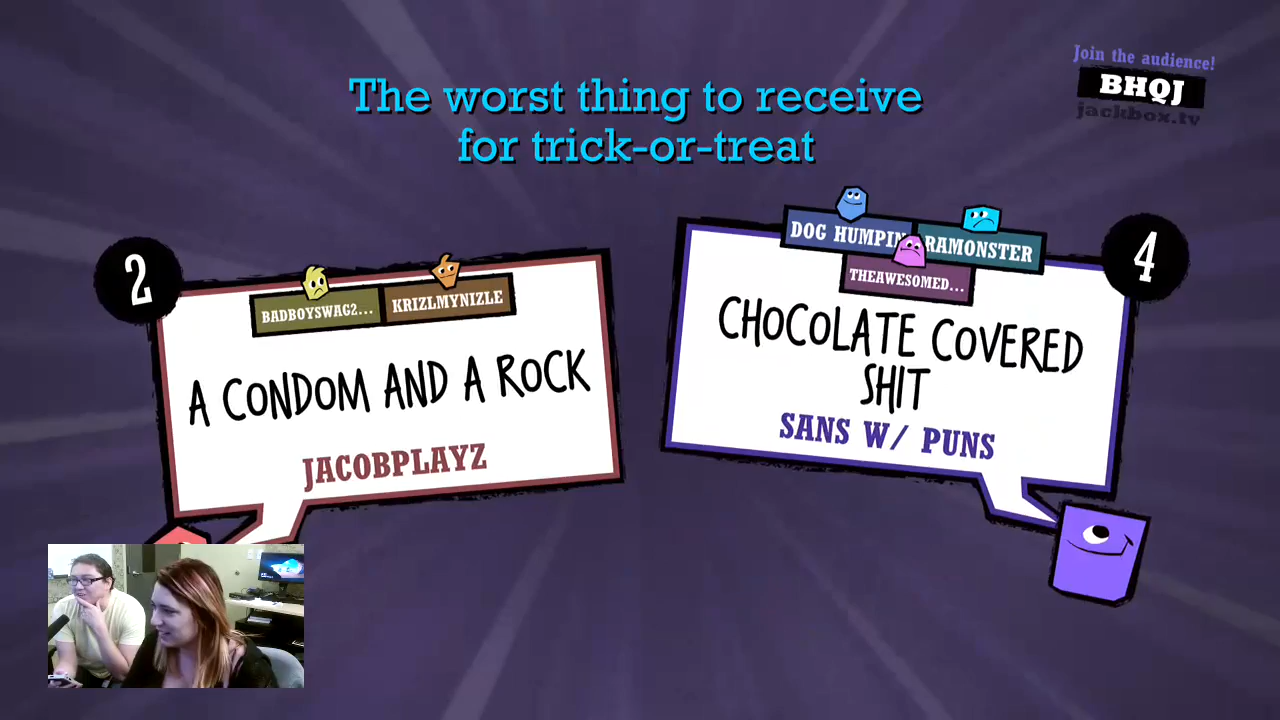 Join the audience!
BHQJ
jackbox.tv
The worst thing to receive
for trick-or-treat
2
BADBOYSWAG2...
KRIZLMYNIZLE
A CONDOM AND A ROCK
JACOBPLAYZ
4
DOG HUMPIN
RAMONSTER
THEAWESOMED...
CHOCOLATE COVERED
SHIT
SANS W/ PUNS